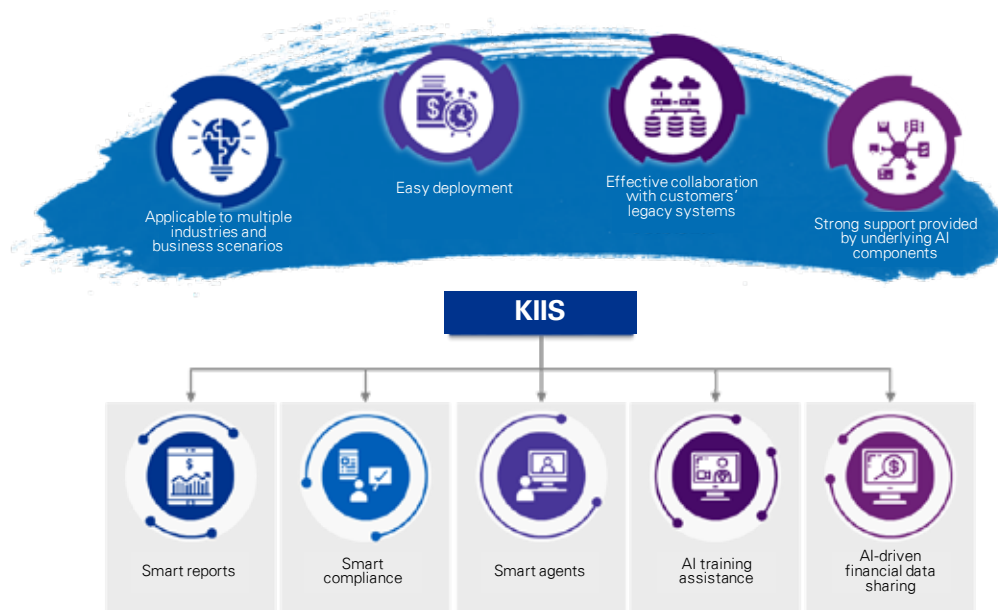 Applicable to multiple
industries and
business scenarios
Easy deployment
Effective collaboration
with customers'
legacy systems
Strong support provided
by underlying AI
components
KIIS
Smart reports
Smart
compliance
Smart agents
AI training
assistance
AI-driven
financial data
sharing